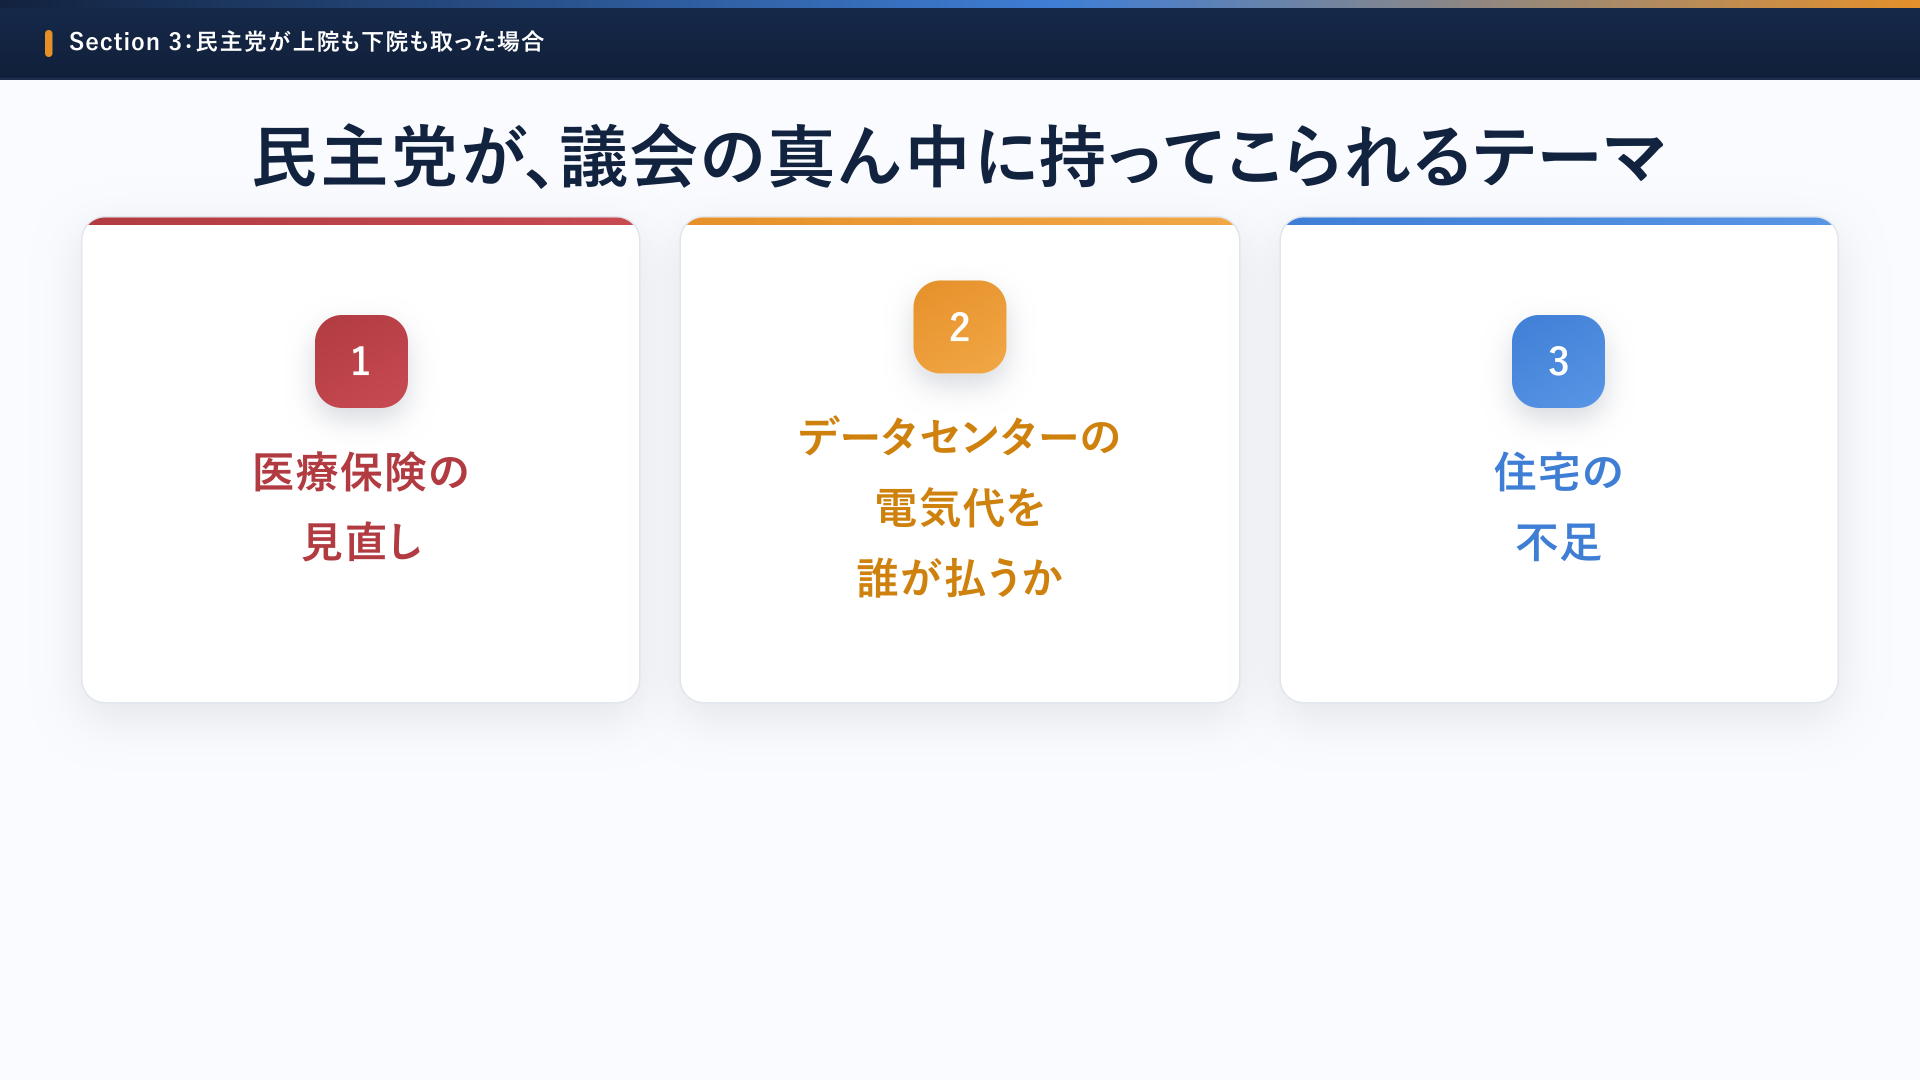 Section 3：民主党が上院も下院も取った場合
民主党が、議会の真ん中に持ってこられるテーマ
1
医療保険の
見直し
2
データセンターの
電気代を
誰が払うか
3
住宅の
不足